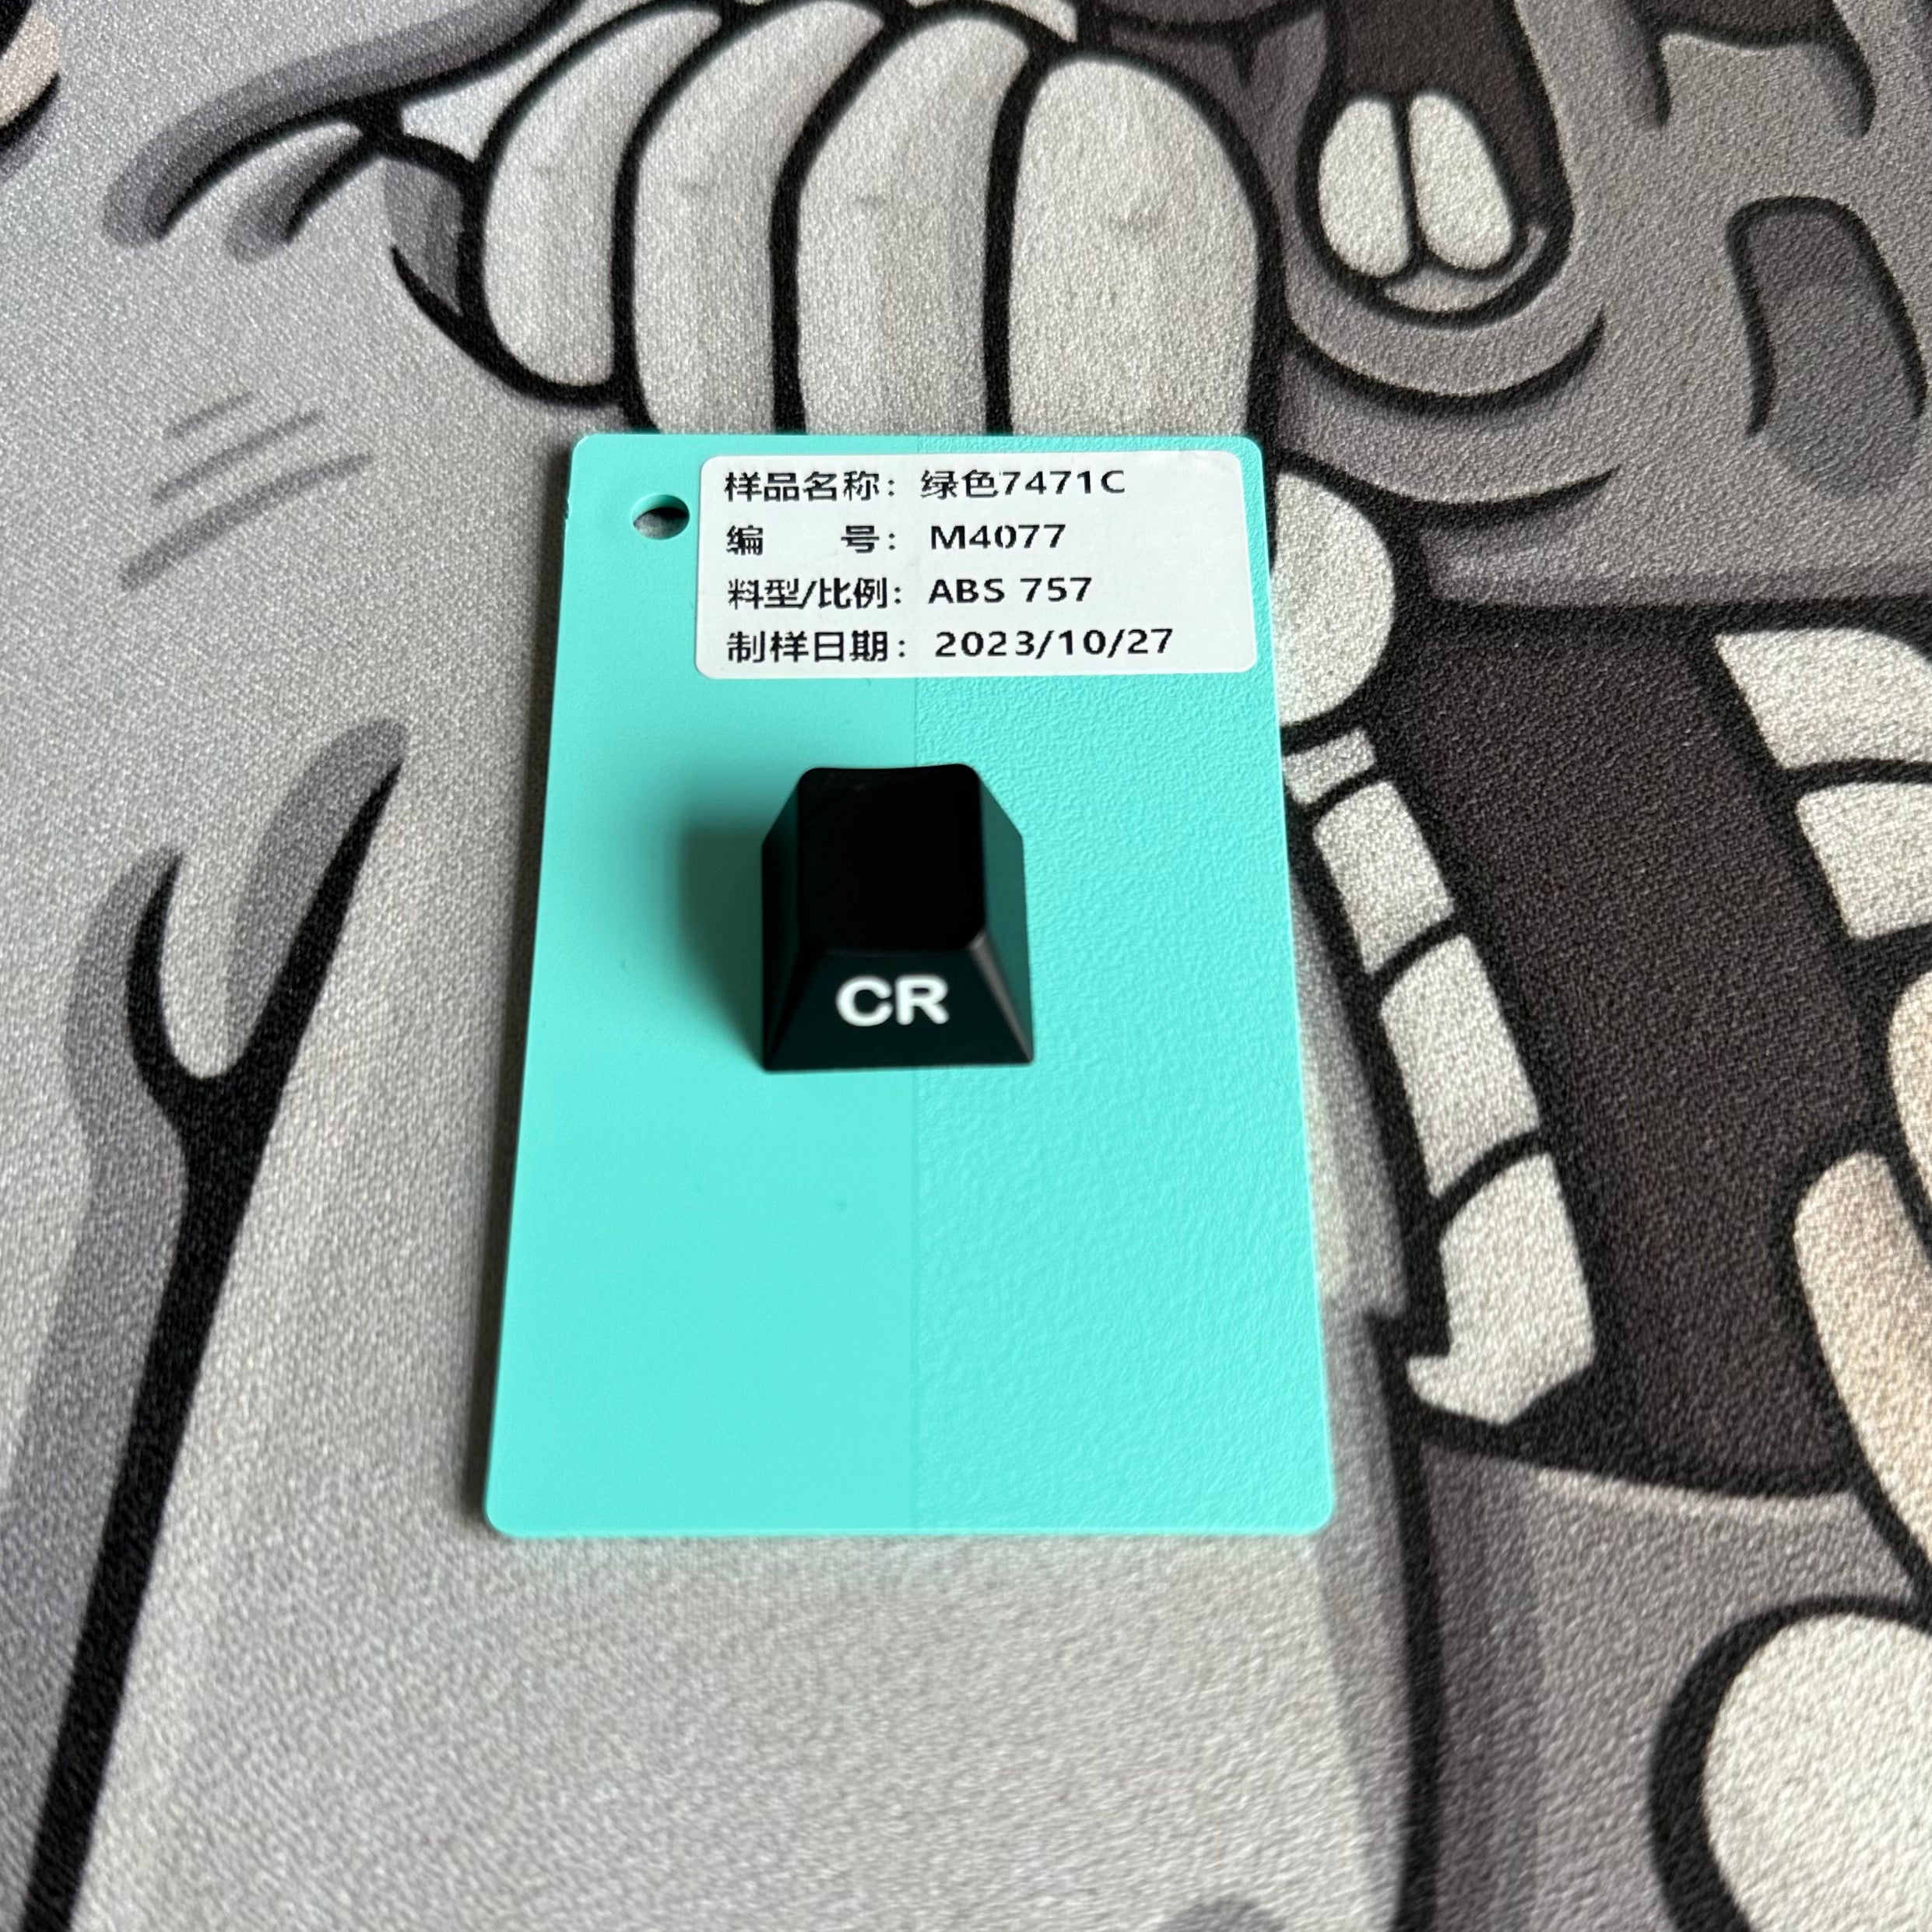 样品名称：绿色7471C
编 号：M4077
料型/比例：ABS 757
制样日期：2023/10/27
CR